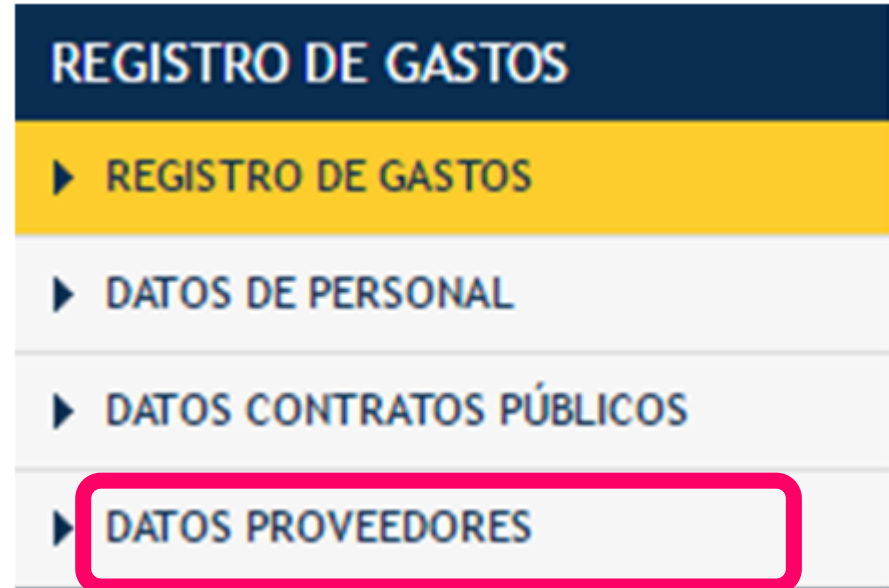 REGISTRO DE GASTOS
REGISTRO DE GASTOS
DATOS DE PERSONAL
DATOS CONTRATOS PÚBLICOS
DATOS PROVEEDORES